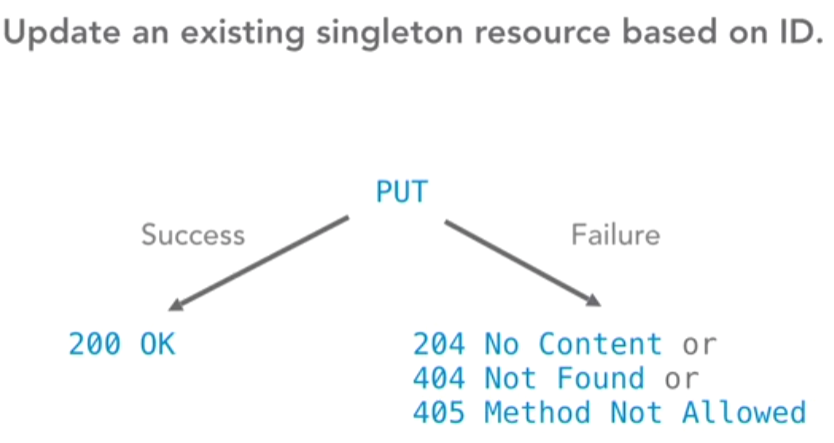 Update an existing singleton resource based on ID.
PUT
Success
Failure
200 OK
204 No Content or
404 Not Found or
405 Method Not Allowed